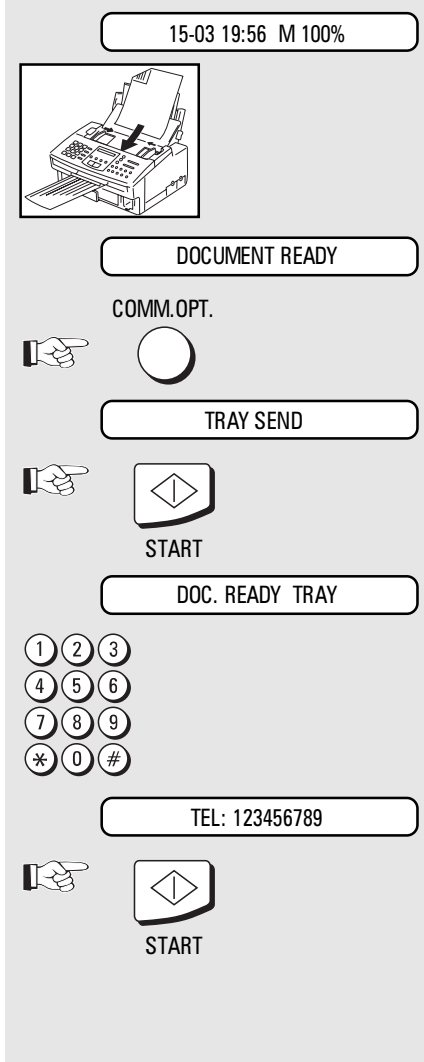 15-03 19:56 M 100%
DOCUMENT READY
COMM.OPT.
TRAY SEND
START
DOC. READY TRAY
1 2 3
4 5 6
7 8 9
* 0 #
TEL: 123456789
START